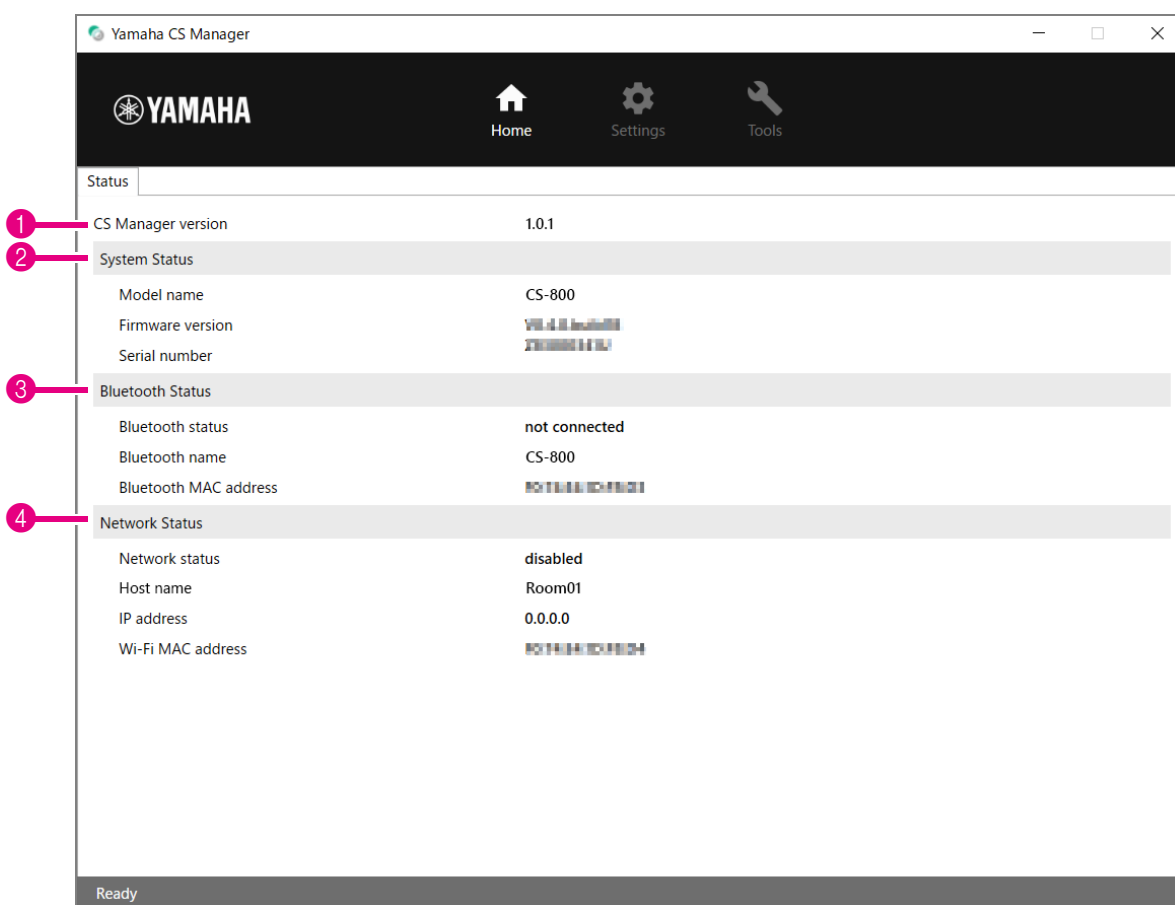 Yamaha CS Manager
YAMAHA
Home Settings Tools
Status
1 CS Manager version 1.0.1
2 System Status
Model name CS-800
Firmware version
Serial number
3 Bluetooth Status
Bluetooth status not connected
Bluetooth name CS-800
Bluetooth MAC address
4 Network Status
Network status disabled
Host name Room01
IP address 0.0.0.0
Wi-Fi MAC address
Ready